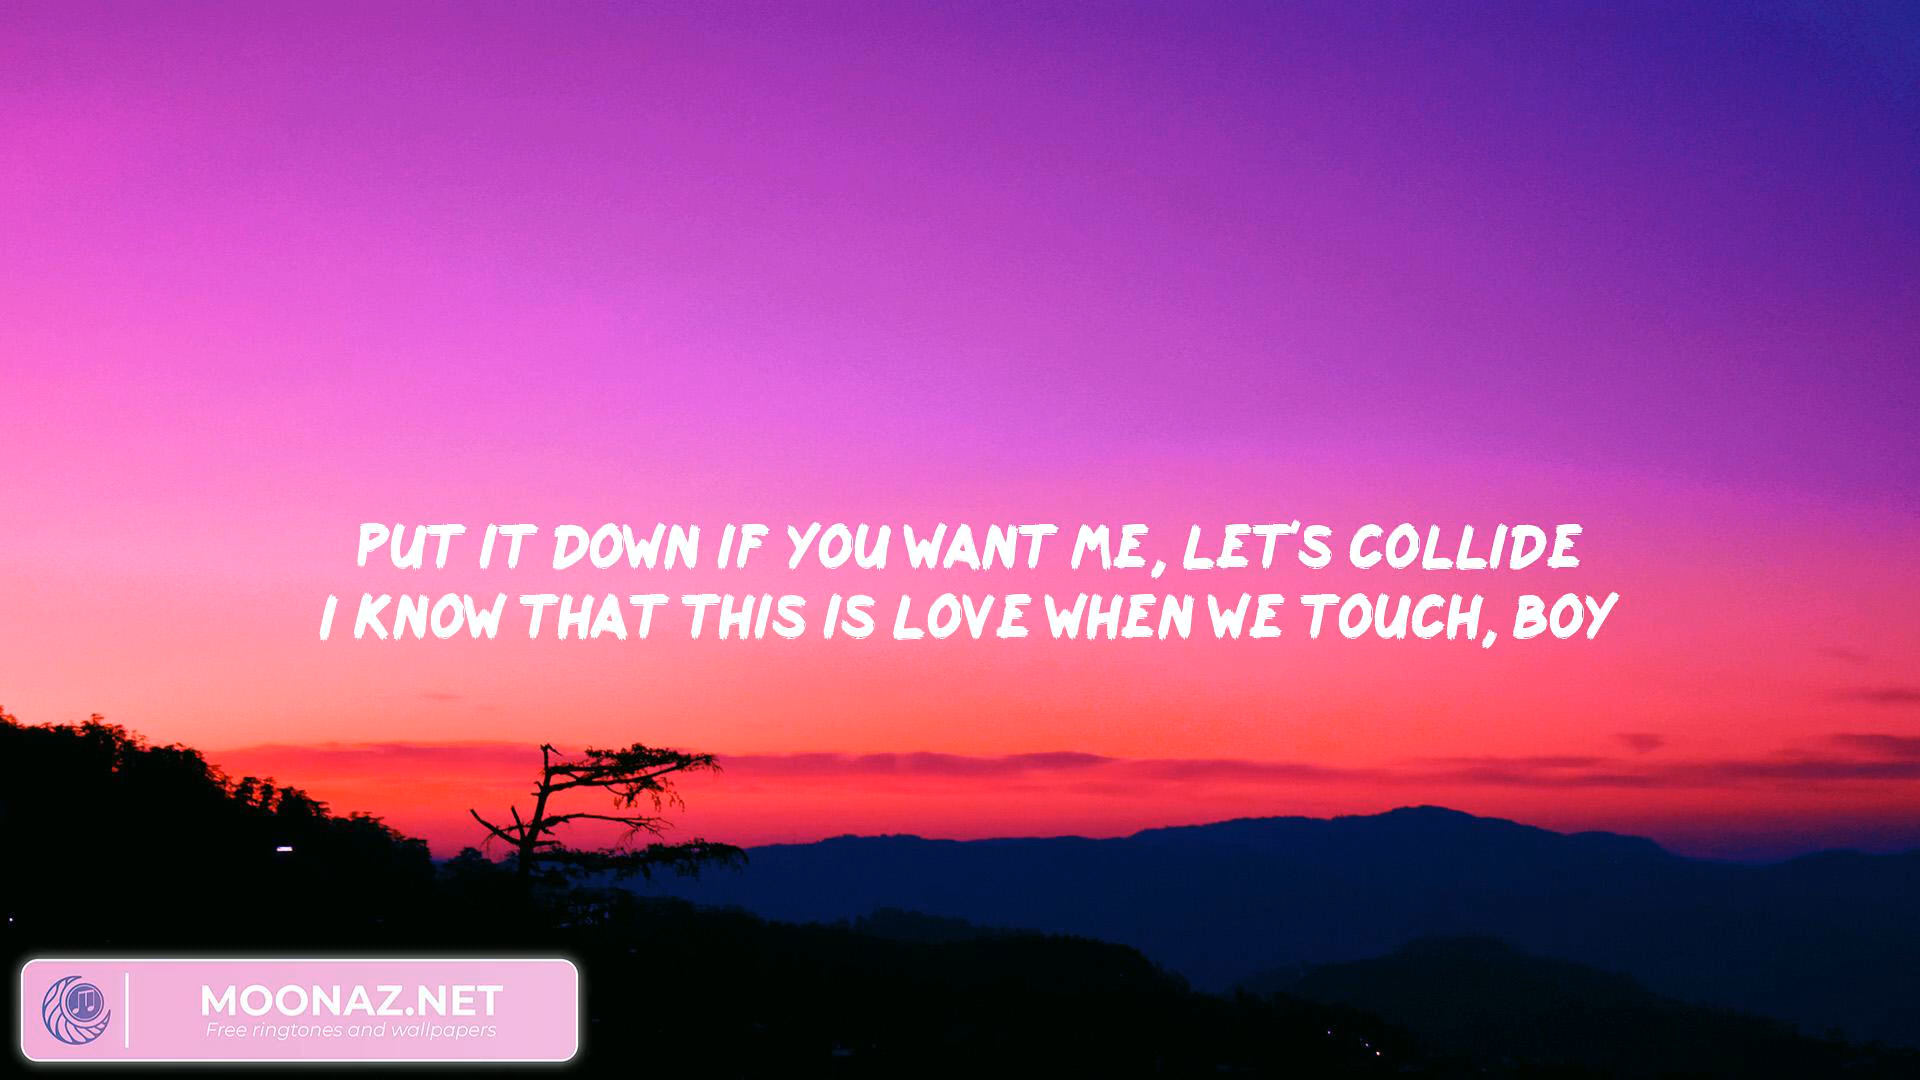 PUT IT DOWN IF YOU WANT ME, LET'S COLLIDE
I KNOW THAT THIS IS LOVE WHEN WE TOUCH, BOY
MOONAZ.NET
Free ringtones and wallpapers